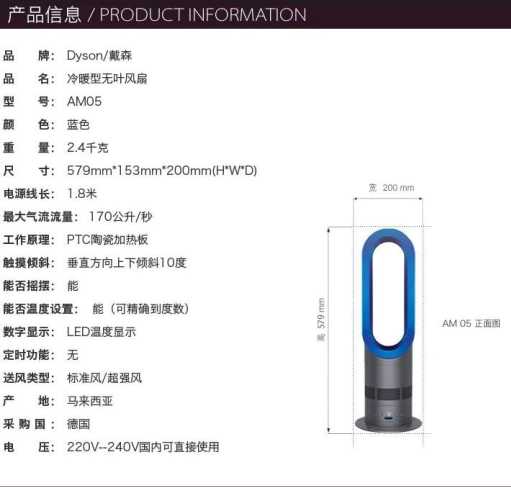 产品信息 / PRODUCT INFORMATION
品 牌： Dyson/戴森
品 名： 冷暖型无叶风扇
型 号： AM05
颜 色： 蓝色
重 量： 2.4千克
尺 寸： 579mm*153mm*200mm(H*W*D)
电源线长： 1.8米
最大气流流量： 170公升/秒
工作原理： PTC陶瓷加热板
触摸倾斜： 垂直方向上下倾斜10度
能否摇摆： 能
能否温度设置： 能（可精确到度数）
数字显示： LED温度显示
定时功能： 无
送风类型： 标准风/超强风
产 地： 马来西亚
采 购 国： 德国
电 压： 220V--240V国内可直接使用
宽 200 mm
高 579 mm
AM 05 正面图